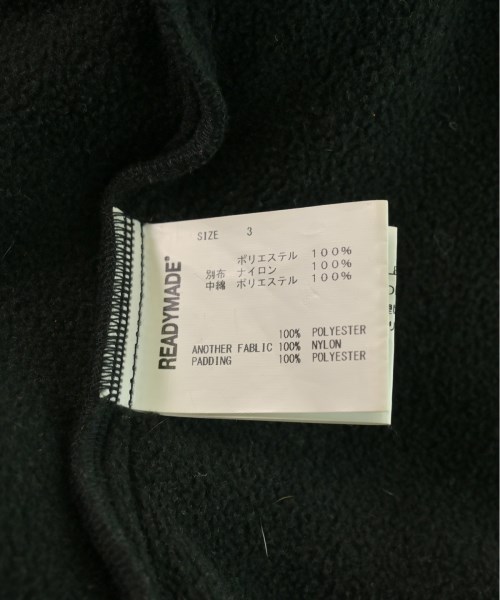 SIZE 3
ポリエステル 100%
別布 ナイロン 100%
中綿 ポリエステル 100%
READYMADE®
100% POLYESTER
ANOTHER FABLIC 100% NYLON
PADDING 100% POLYESTER